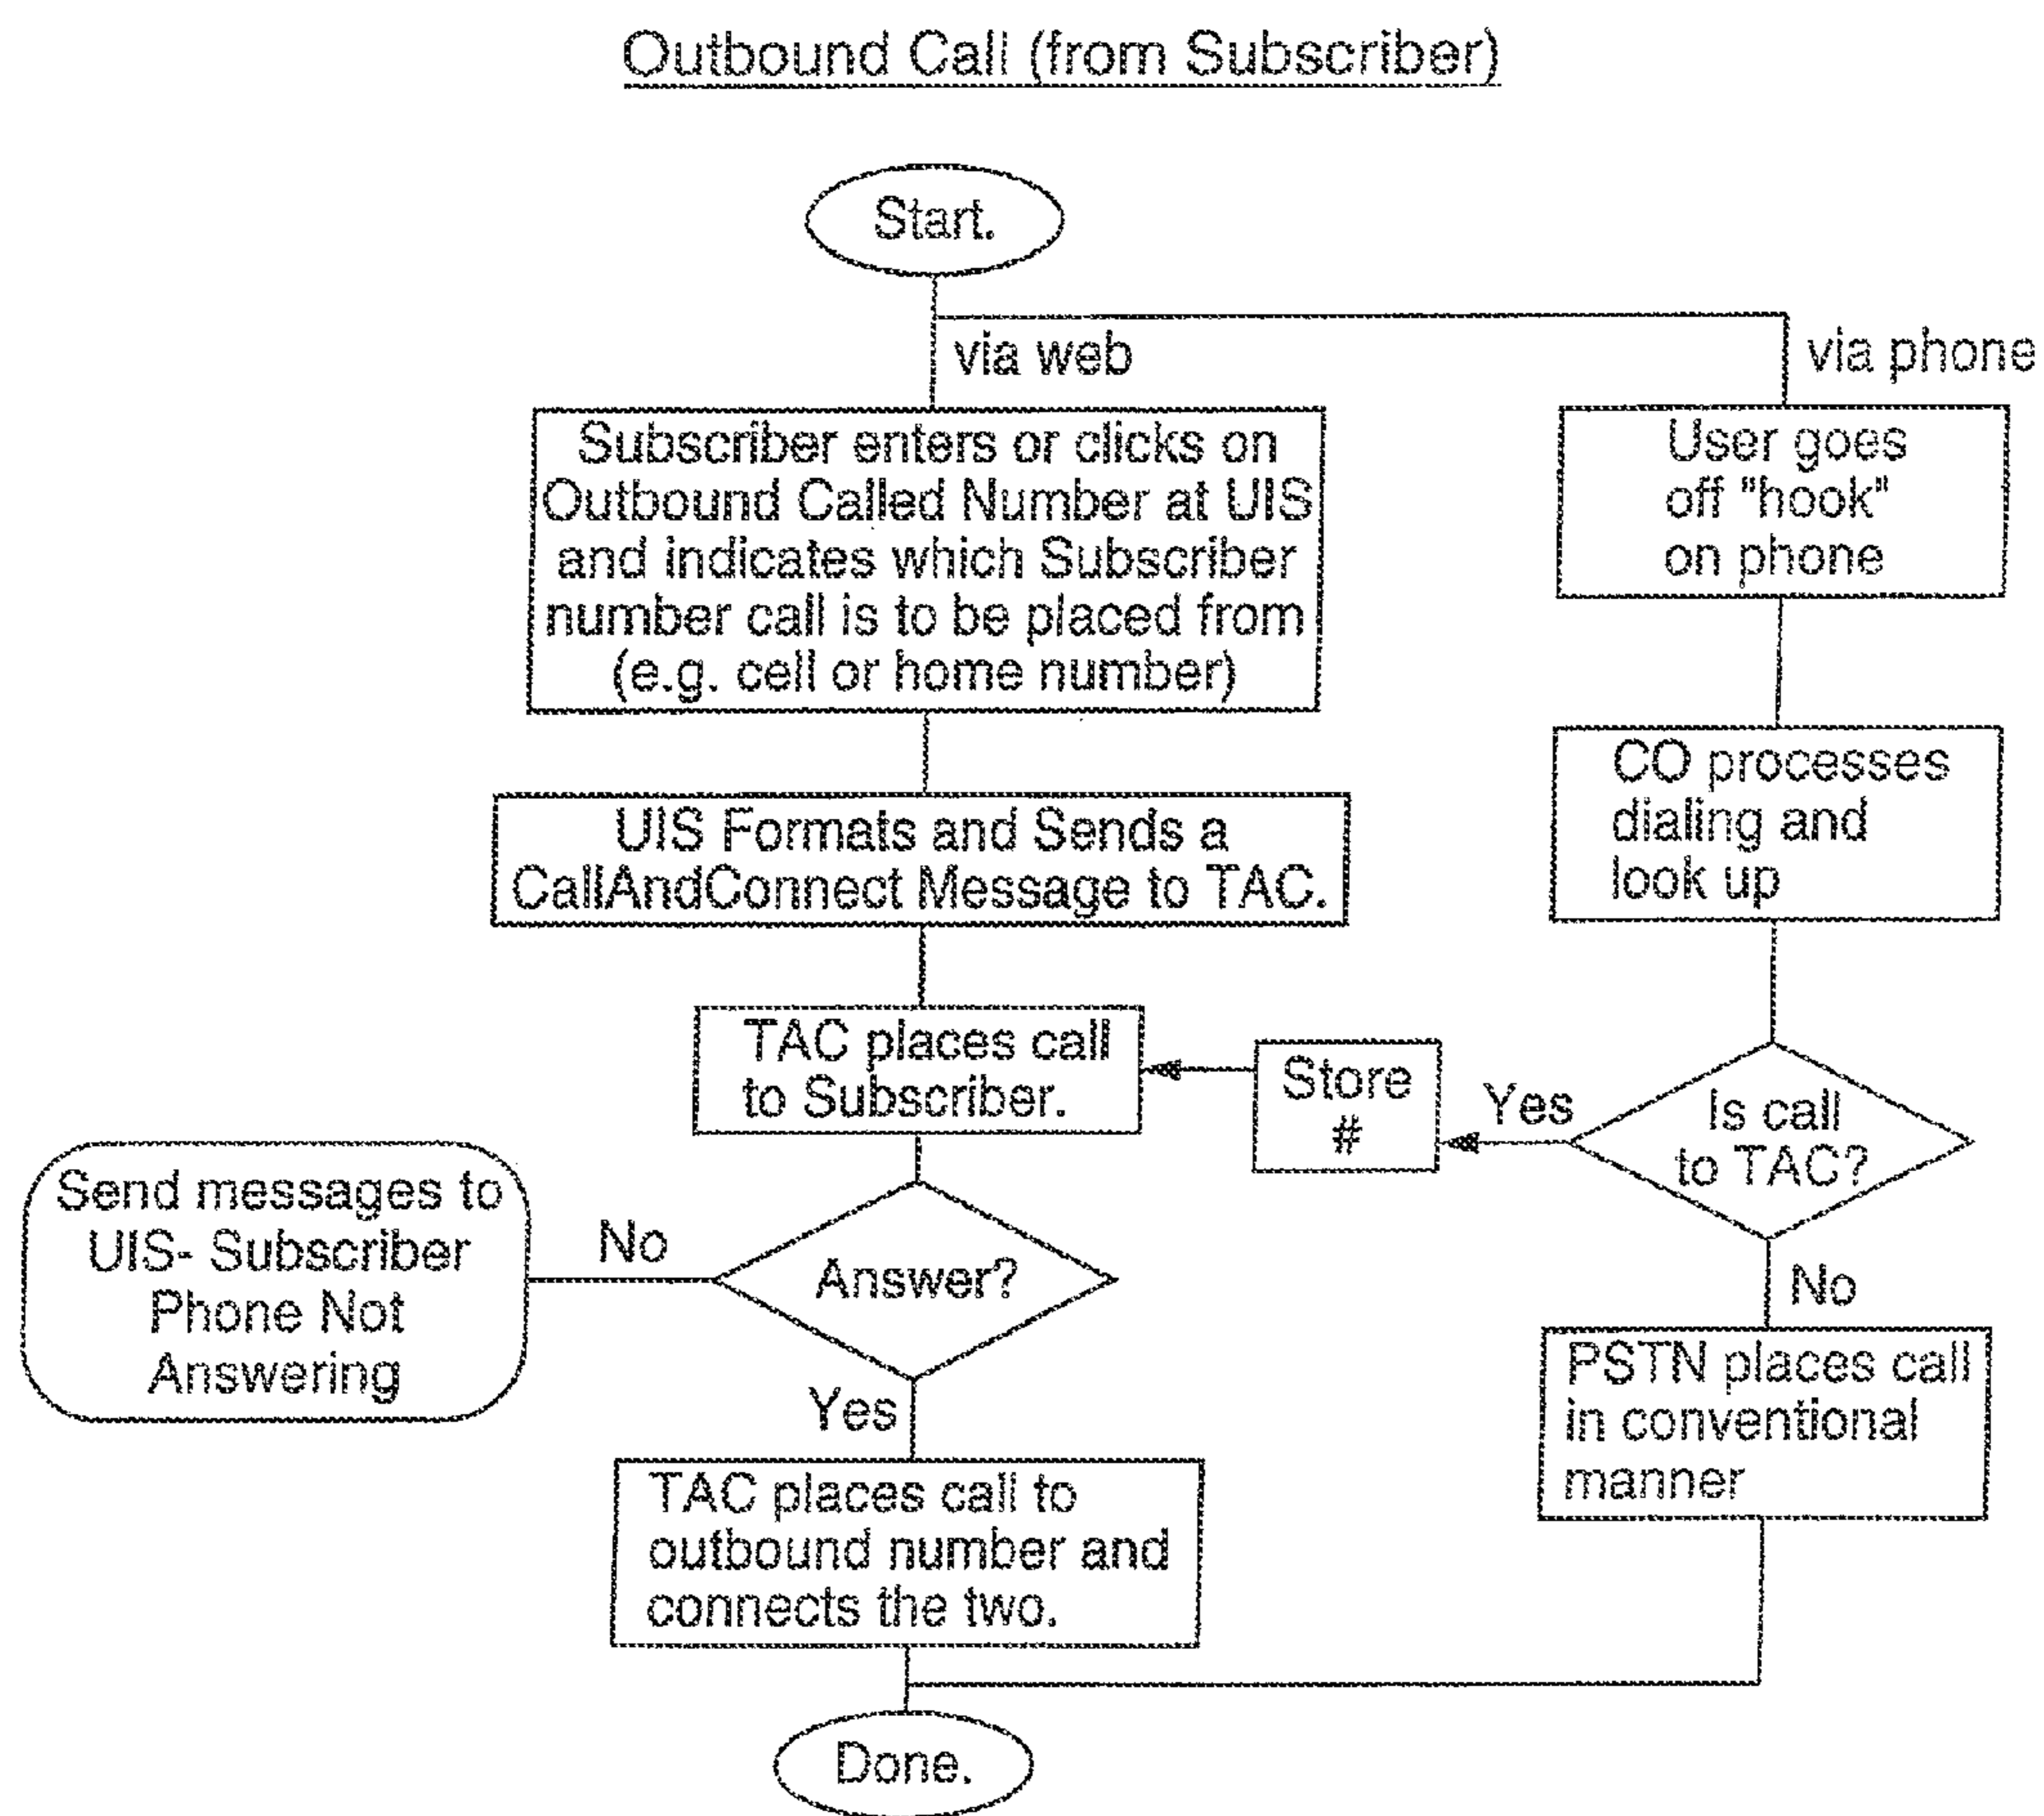 Outbound Call (from Subscriber)
Start.
via web
via phone
Subscriber enters or clicks on
Outbound Called Number at UIS
and indicates which Subscriber
number call is to be placed from
(e.g. cell or home number)
User goes
off "hook"
on phone
CO processes
dialing and
look up
UIS Formats and Sends a
CallAndConnect Message to TAC.
TAC places call
to Subscriber.
Store
#
Yes
Is call
to TAC?
Send messages to
UIS- Subscriber
Phone Not
Answering
No
Answer?
No
Yes
PSTN places call
in conventional
manner
TAC places call to
outbound number and
connects the two.
Done.